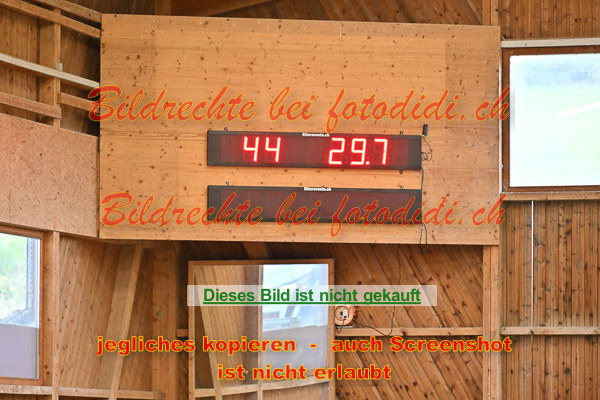 Bildrechte bei fotodidi.ch
44 29.7
Bildrechte bei fotodidi.ch
Dieses Bild ist nicht gekauft
jegliches kopieren - auch Screenshot
ist nicht erlaubt